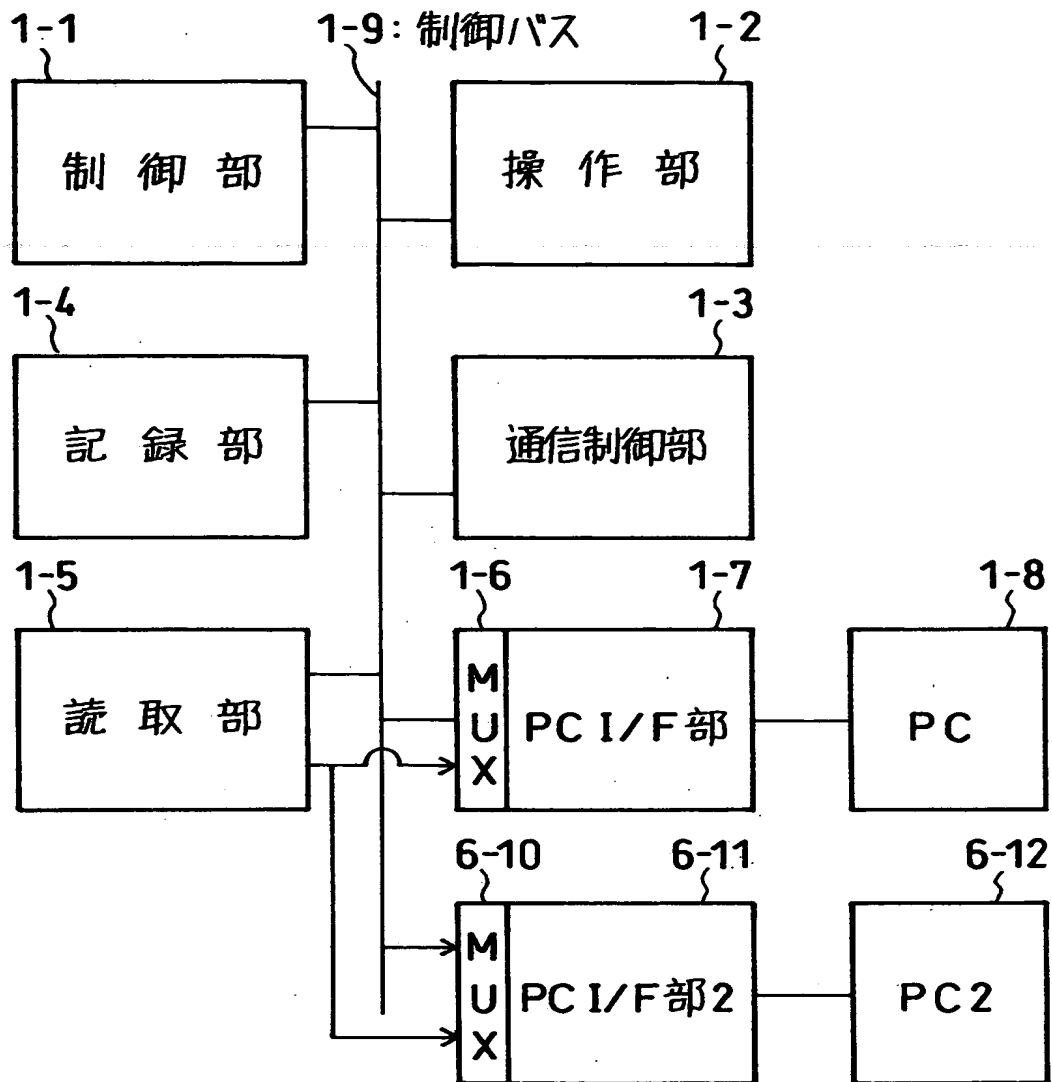 1-1
1-9: 制御バス
1-2
制御部
操作部
1-4
1-3
記録部
通信制御部
1-5
1-6
1-7
1-8
読取部
MUX
PC I/F部
PC
6-10
6-11
6-12
MUX
PC I/F部2
PC2